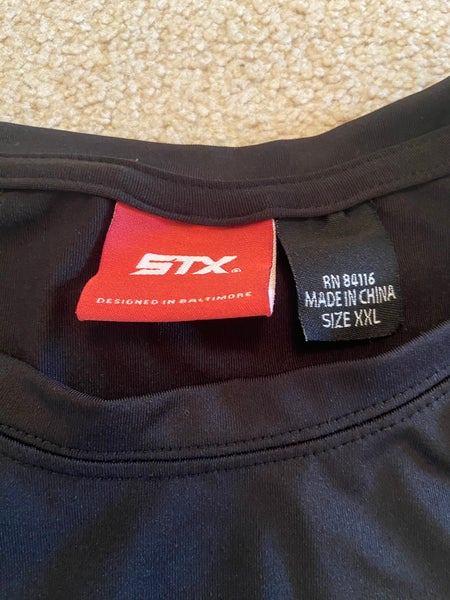 STX®
DESIGNED IN BALTIMORE
RN 84116
MADE IN CHINA
SIZE XXL